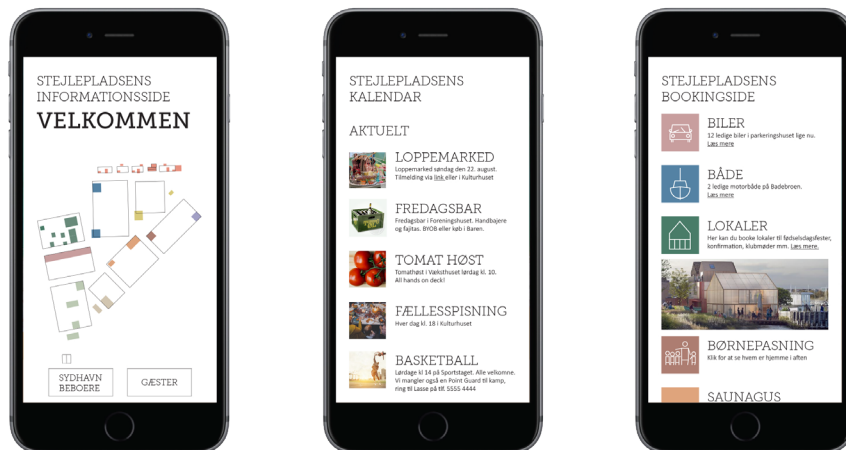 STEJLEPLADSENS
INFORMATIONSSIDE
VELKOMMEN
SYDHAVN
BEBOERE
GÆSTER
STEJLEPLADSENS
KALENDAR
AKTUELT
LOPPEMARKED
Loppemarked søndag den 22. august.
Tilmelding via link eller i Kulturhuset
FREDAGSBAR
Fredagsbar i Foreningshuset. Handbajere
og fajitas. BYOB eller køb i Baren.
TOMAT HØST
Tomathøst i Væksthuset lørdag kl. 10.
All hands on deck!
FÆLLESSPISNING
Hver dag kl. 18 i Kulturhuset
BASKETBALL
Lørdage kl 14 på Sportstaget. Alle velkomne.
Vi mangler også en Point Guard til kamp,
ring til Lasse på tlf. 5555 4444
STEJLEPLADSENS
BOOKINGSIDE
BILER
12 ledige biler i parkeringshuset lige nu.
Læs mere
BÅDE
2 ledige motorbåde på Badebroen.
Læs mere
LOKALER
Her kan du booke lokaler til fødselsdagsfester,
konfirmation, klubmøder mm. Læs mere.
BØRNEPASNING
Klik for at se hvem er hjemme i aften
SAUNAGUS